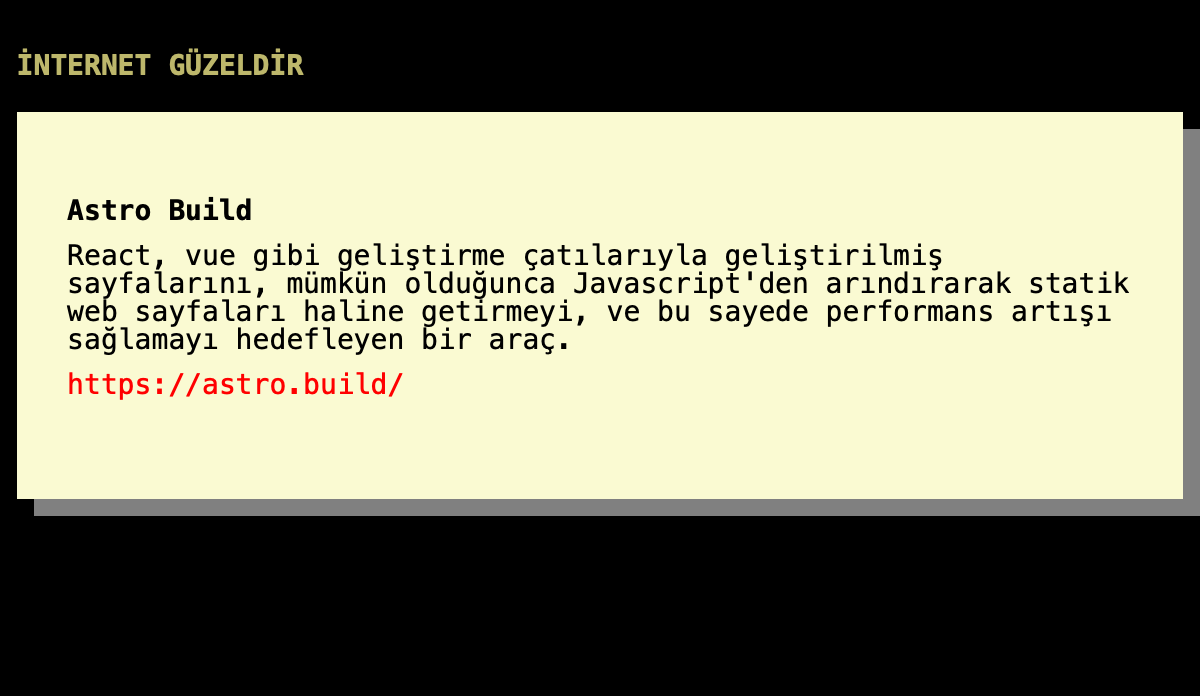 İNTERNET GÜZELDİR
Astro Build
React, vue gibi geliştirme çatılarıyla geliştirilmiş
sayfalarını, mümkün olduğunca Javascript'den arındırarak statik
web sayfaları haline getirmeyi, ve bu sayede performans artışı
sağlamayı hedefleyen bir araç.
https://astro.build/